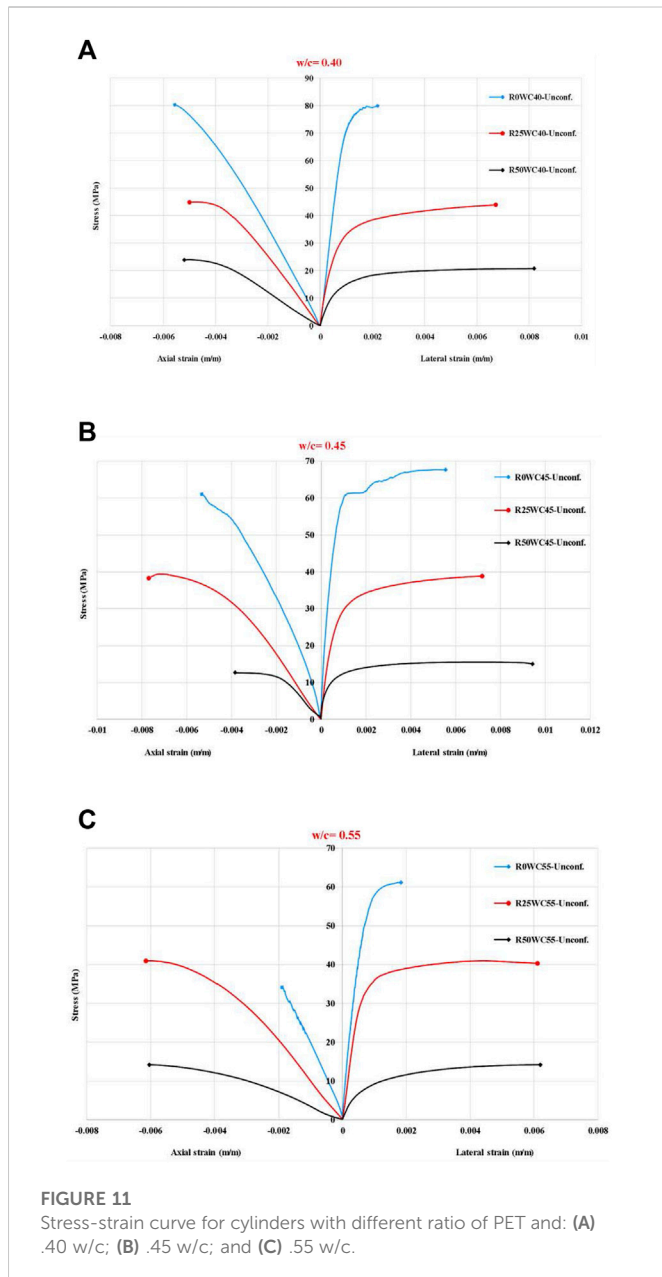 A
w/c= 0.40
90
80
70
60
50
40
30
20
10
0
Stress (MPa)
R0WC40-Unconf.
R25WC40-Unconf.
R50WC40-Unconf.
-0.008 -0.006 -0.004 -0.002 0 0.002 0.004 0.006 0.008 0.01
Axial strain (m/m) Lateral strain (m/m)
B
w/c= 0.45
70
60
50
40
30
20
10
0
Stress (MPa)
R0WC45-Unconf.
R25WC45-Unconf.
R50WC45-Unconf.
-0.01 -0.008 -0.006 -0.004 -0.002 0 0.002 0.004 0.006 0.008 0.01 0.012
Axial strain (m/m) Lateral strain (m/m)
C
w/c= 0.55
70
60
50
40
30
20
10
0
Stress (MPa)
R0WC55-Unconf.
R25WC55-Unconf.
R50WC55-Unconf.
-0.008 -0.006 -0.004 -0.002 0 0.002 0.004 0.006 0.008
Axial strain (m/m) Lateral strain (m/m)
FIGURE 11
Stress-strain curve for cylinders with different ratio of PET and: (A)
.40 w/c; (B) .45 w/c; and (C) .55 w/c.